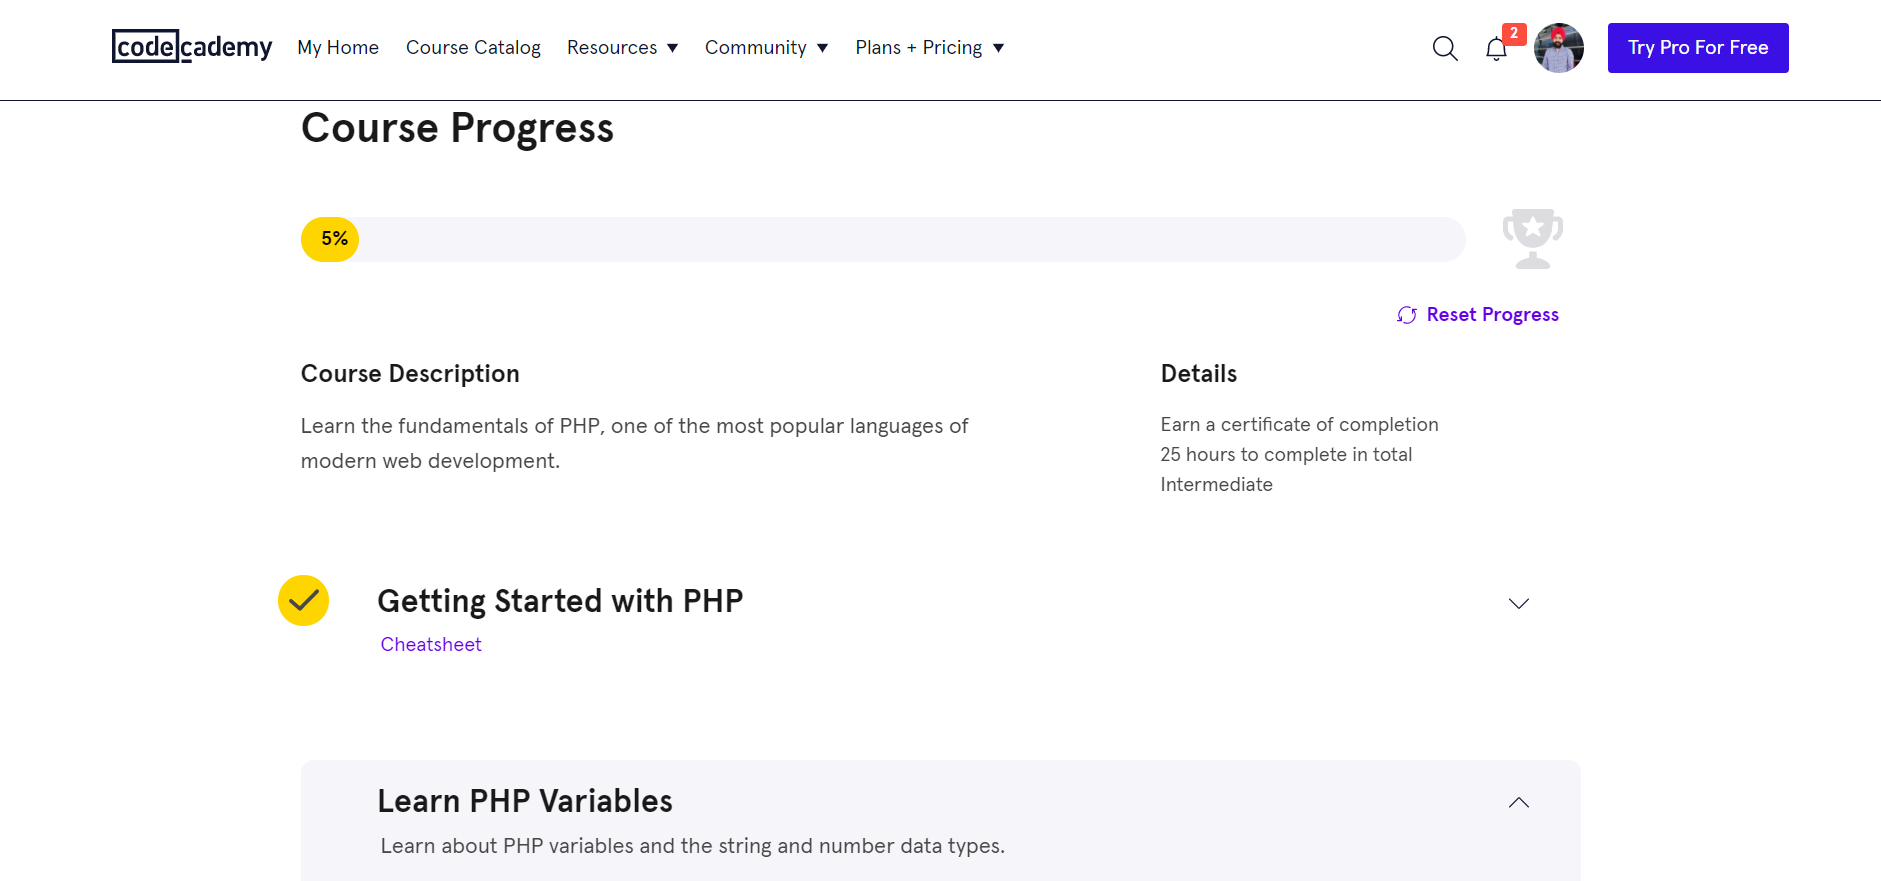 codecademy My Home Course Catalog Resources Community Plans + Pricing 2 Try Pro For Free
Course Progress
5%
Reset Progress
Course Description
Learn the fundamentals of PHP, one of the most popular languages of
modern web development.
Details
Earn a certificate of completion
25 hours to complete in total
Intermediate
Getting Started with PHP
Cheatsheet
Learn PHP Variables
Learn about PHP variables and the string and number data types.